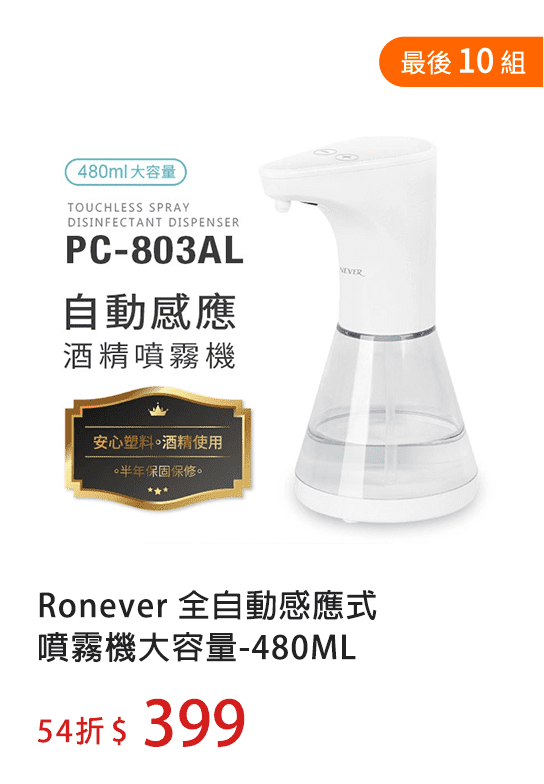 最後10組
480ml大容量
TOUCHLESS SPRAY
DISINFECTANT DISPENSER
PC-803AL
自動感應
酒精噴霧機
NEVER
安心塑料。酒精使用
。半年保固保修。
Ronever 全自動感應式
噴霧機大容量-480ML
54折$ 399